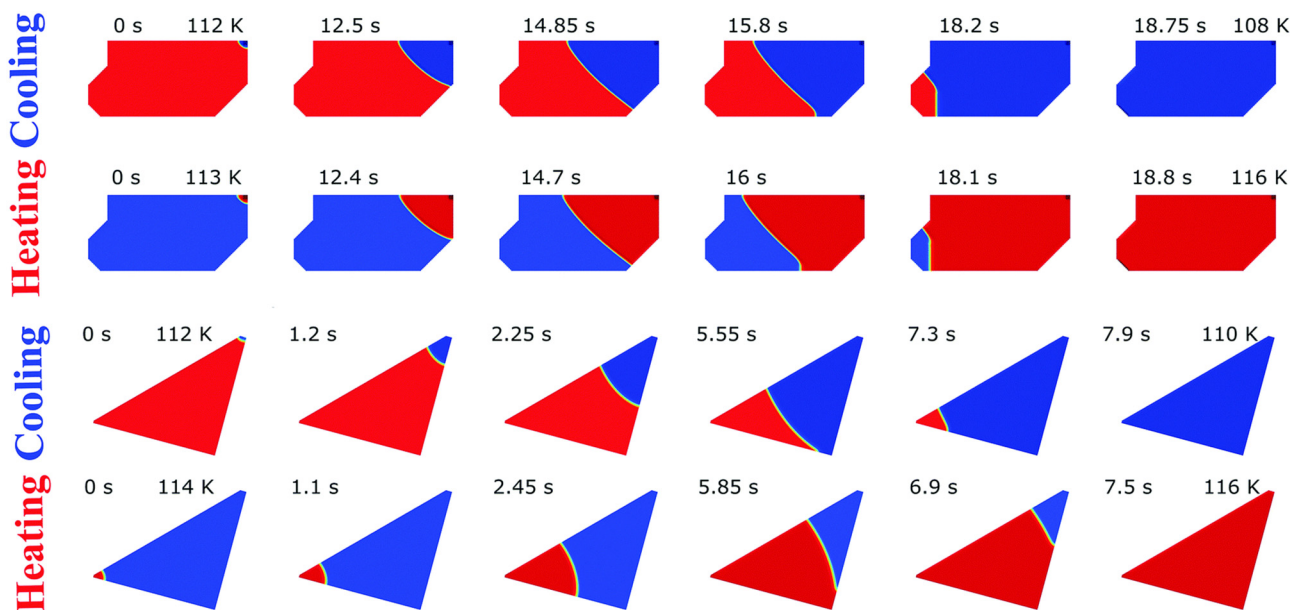 Cooling
0 s 112 K 12.5 s 14.85 s 15.8 s 18.2 s 18.75 s 108 K
Heating
0 s 113 K 12.4 s 14.7 s 16 s 18.1 s 18.8 s 116 K
Cooling
0 s 112 K 1.2 s 2.25 s 5.55 s 7.3 s 7.9 s 110 K
Heating
0 s 114 K 1.1 s 2.45 s 5.85 s 6.9 s 7.5 s 116 K